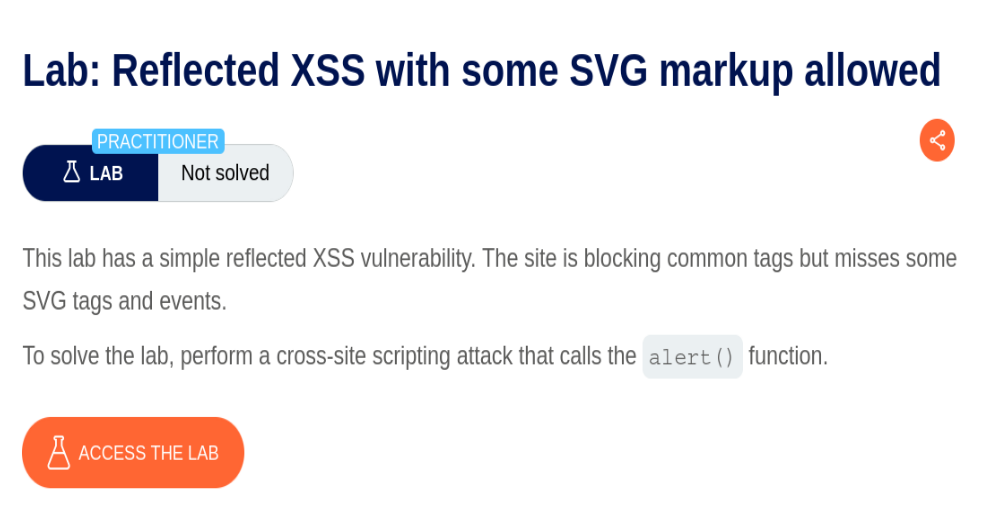 Lab: Reflected XSS with some SVG markup allowed
PRACTITIONER
LAB
Not solved
This lab has a simple reflected XSS vulnerability. The site is blocking common tags but misses some
SVG tags and events.
To solve the lab, perform a cross-site scripting attack that calls the alert() function.
ACCESS THE LAB